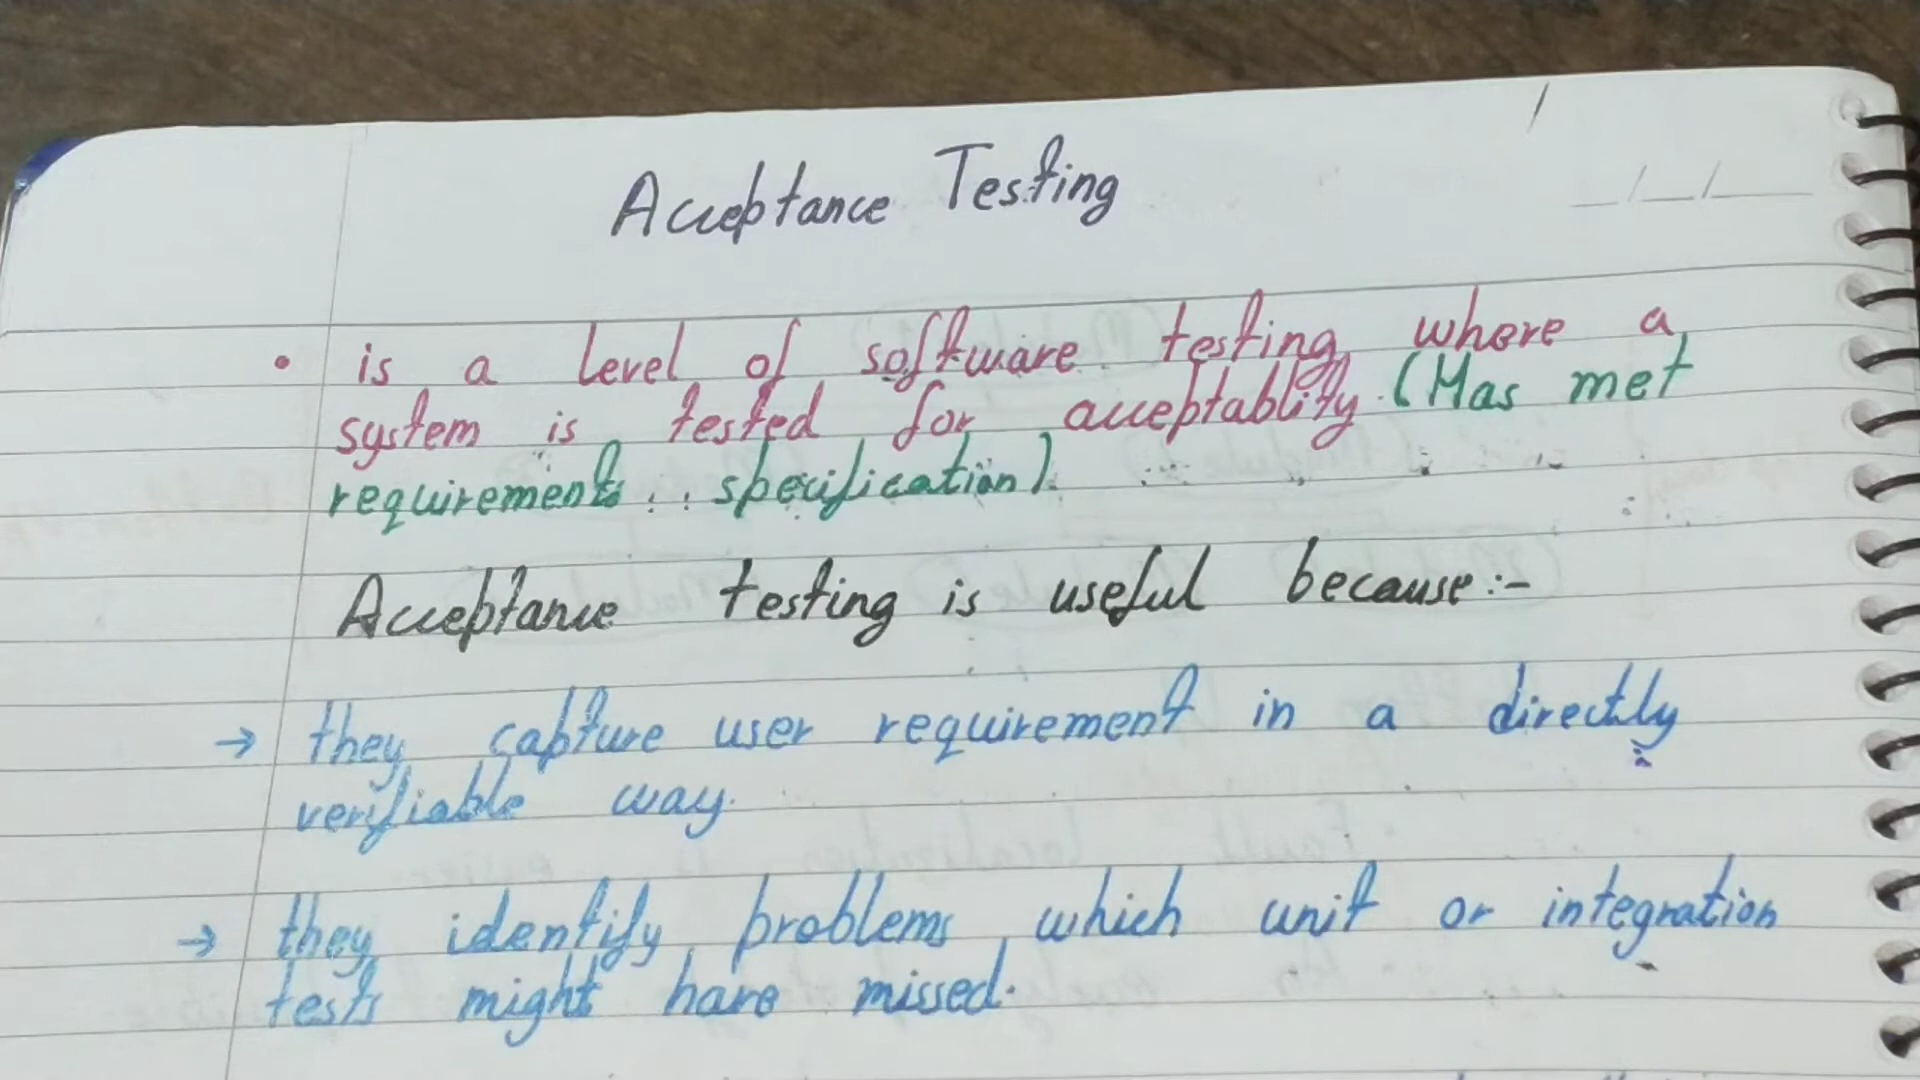 Acceptance Testing
• is a level of software testing where a
system is tested for acceptablity. (Has met
requirements specification).
Acceptance testing is useful because:-
→ they capture user requirement in a directly
verifiable way.
→ they identify problems which unit or integration
tests might have missed.